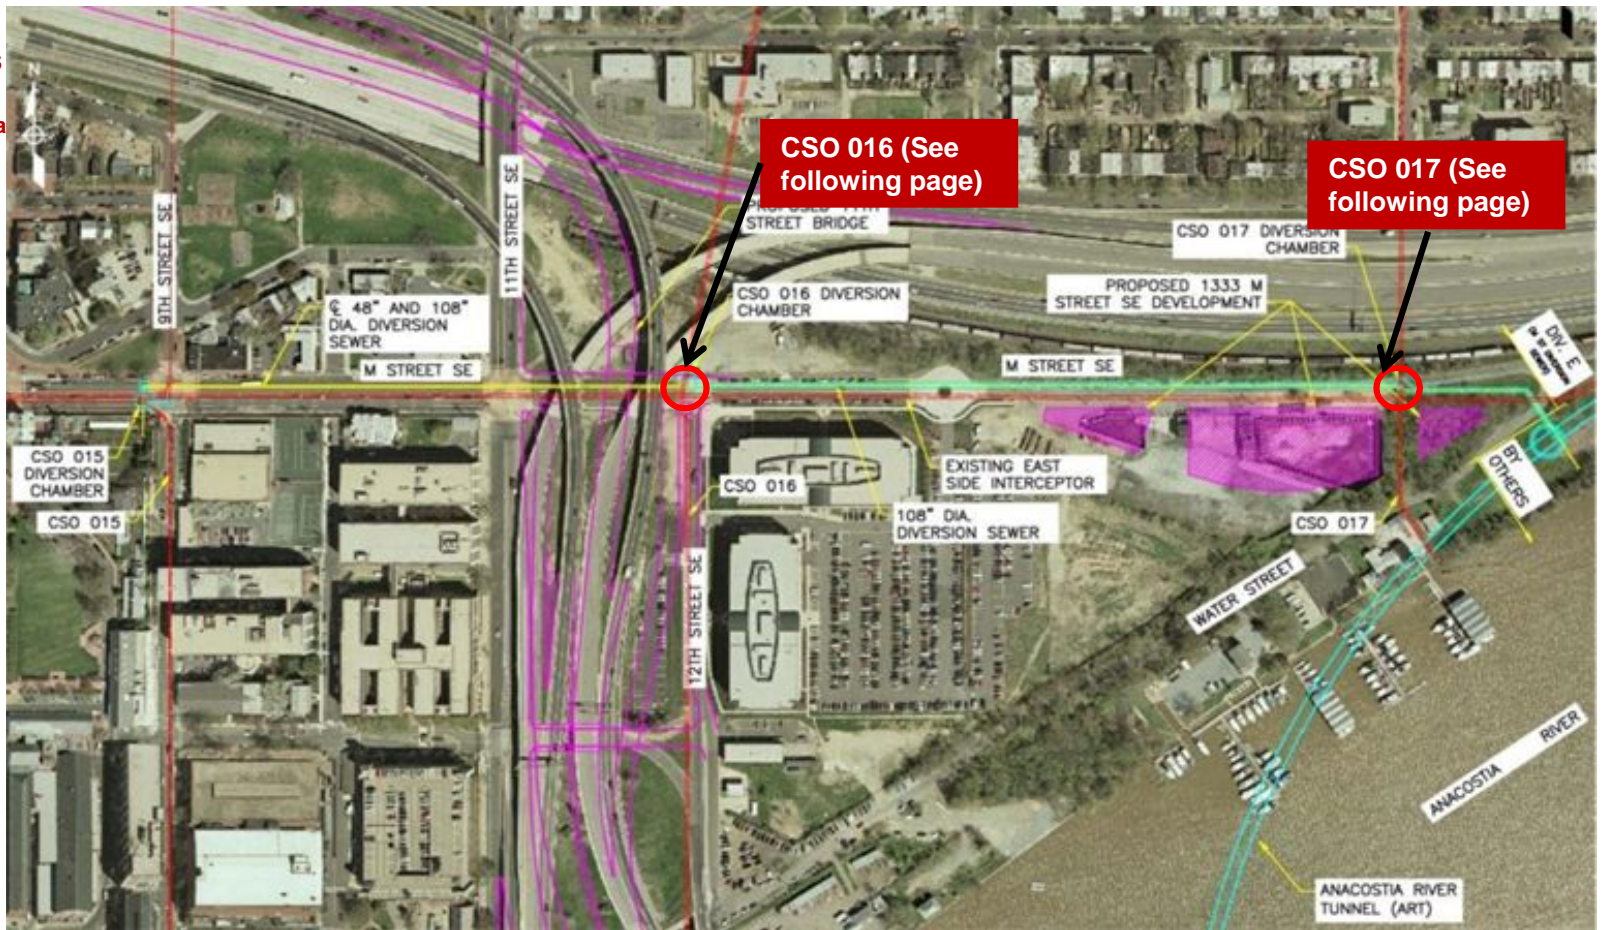 N
a
CSO 016 (See
following page)
CSO 017 (See
following page)
STREET BRIDGE
CSO 017 DIVERSION
CHAMBER
11TH STREET SE
9TH STREET SE
PROPOSED 1333 M
STREET SE DEVELOPMENT
CSO 016 DIVERSION
CHAMBER
℄ 48" AND 108"
DIA. DIVERSION
SEWER
M STREET SE
M STREET SE
DIV. E
BY
OTHERS
CSO 015
DIVERSION
CHAMBER
CSO 015
CSO 016
EXISTING EAST
SIDE INTERCEPTOR
108" DIA.
DIVERSION SEWER
CSO 017
WATER STREET
12TH STREET SE
ANACOSTIA RIVER
ANACOSTIA RIVER
TUNNEL (ART)